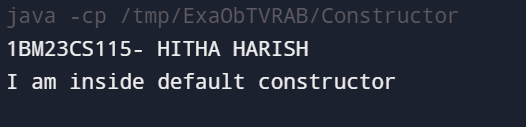 java -cp /tmp/ExaObTVRAB/Constructor
1BM23CS115- HITHA HARISH
I am inside default constructor